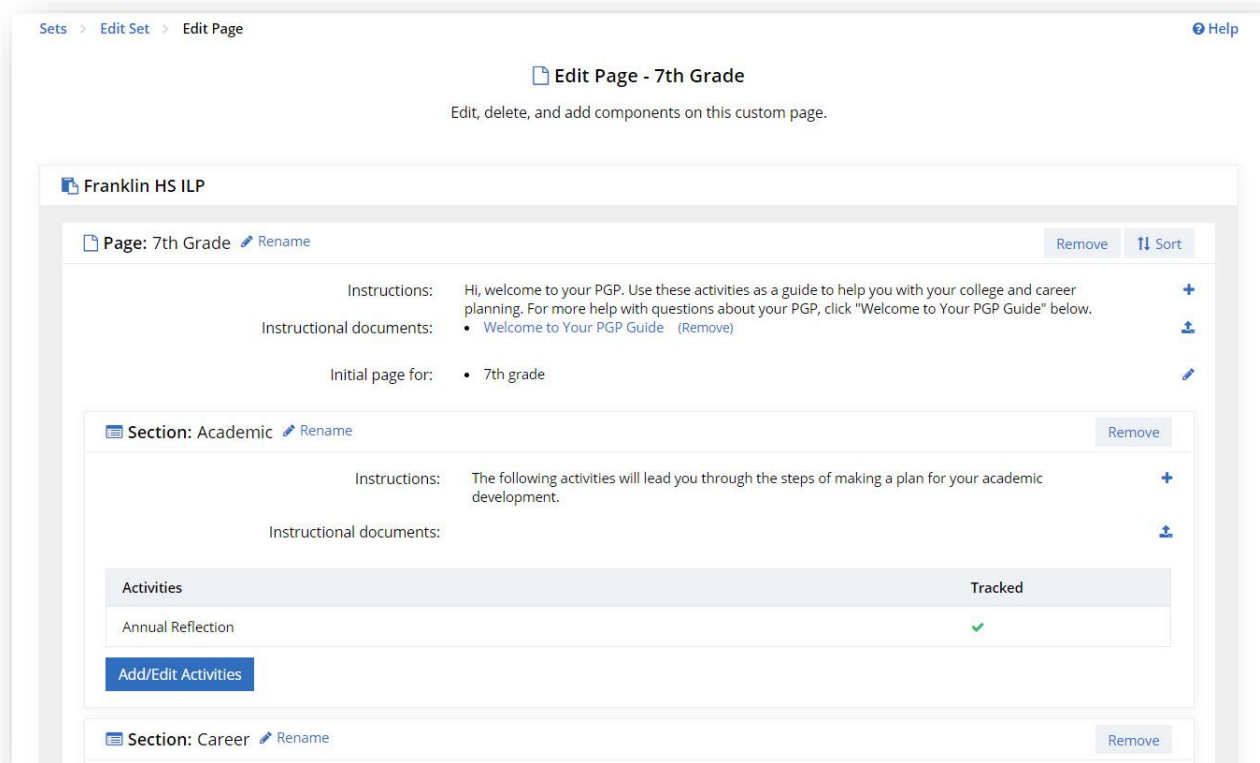 Sets > Edit Set > Edit Page
Help
Edit Page - 7th Grade
Edit, delete, and add components on this custom page.
Franklin HS ILP
Page: 7th Grade Rename
Remove
Sort
Instructions:
Hi, welcome to your PGP. Use these activities as a guide to help you with your college and career
planning. For more help with questions about your PGP, click "Welcome to Your PGP Guide" below.
Instructional documents:
• Welcome to Your PGP Guide (Remove)
Initial page for:
• 7th grade
Section: Academic Rename
Remove
Instructions:
The following activities will lead you through the steps of making a plan for your academic
development.
Instructional documents:
Activities
Tracked
Annual Reflection
Add/Edit Activities
Section: Career Rename
Remove